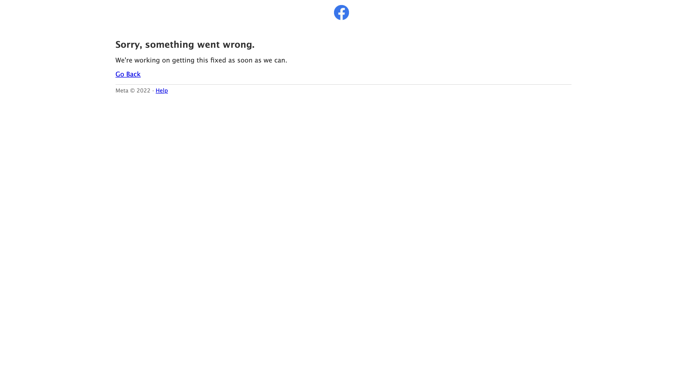 Sorry, something went wrong.
We're working on getting this fixed as soon as we can.
Go Back
Meta © 2022 · Help